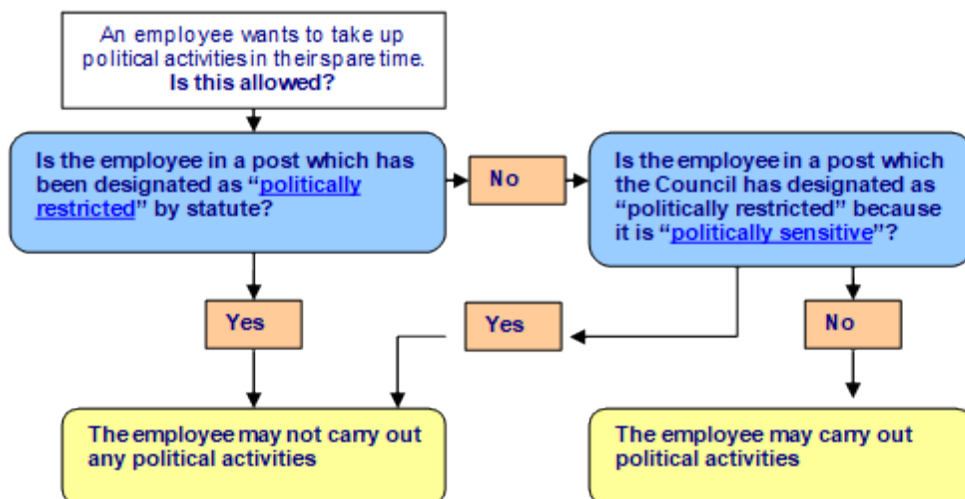 An employee wants to take up
political activities in their spare time.
Is this allowed?
Is the employee in a post which has
been designated as “politically
restricted” by statute?
No
Is the employee in a post which
the Council has designated as
“politically restricted” because
it is “politically sensitive”?
Yes
Yes
No
The employee may not carry out
any political activities
The employee may carry out
political activities